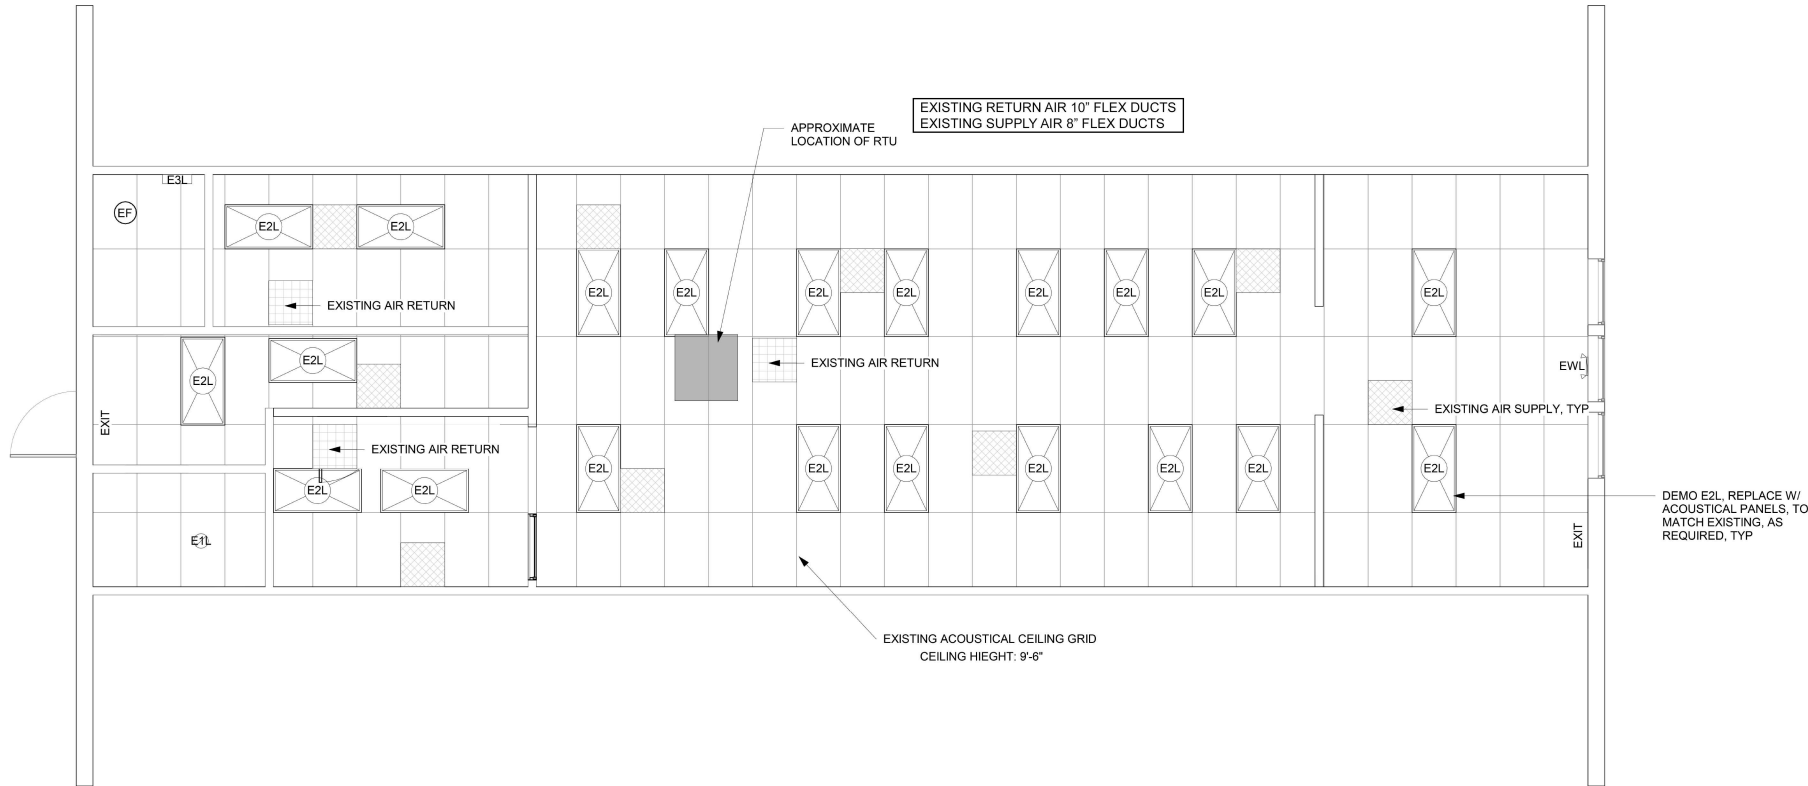 EXISTING RETURN AIR 10" FLEX DUCTS
EXISTING SUPPLY AIR 8" FLEX DUCTS
APPROXIMATE
LOCATION OF RTU
E3L
EF
E2L
E2L
EXISTING AIR RETURN
E2L
E2L
E2L
E2L
E2L
E2L
E2L
E2L
E2L
E2L
EXISTING AIR RETURN
EWL
E2L
EXIT
EXISTING AIR SUPPLY, TYP
EXISTING AIR RETURN
E2L
E2L
E2L
E2L
E2L
E2L
E2L
E2L
E2L
DEMO E2L, REPLACE W/
ACOUSTICAL PANELS, TO
MATCH EXISTING, AS
REQUIRED, TYP
E1L
EXIT
EXISTING ACOUSTICAL CEILING GRID
CEILING HIEGHT: 9'-6"